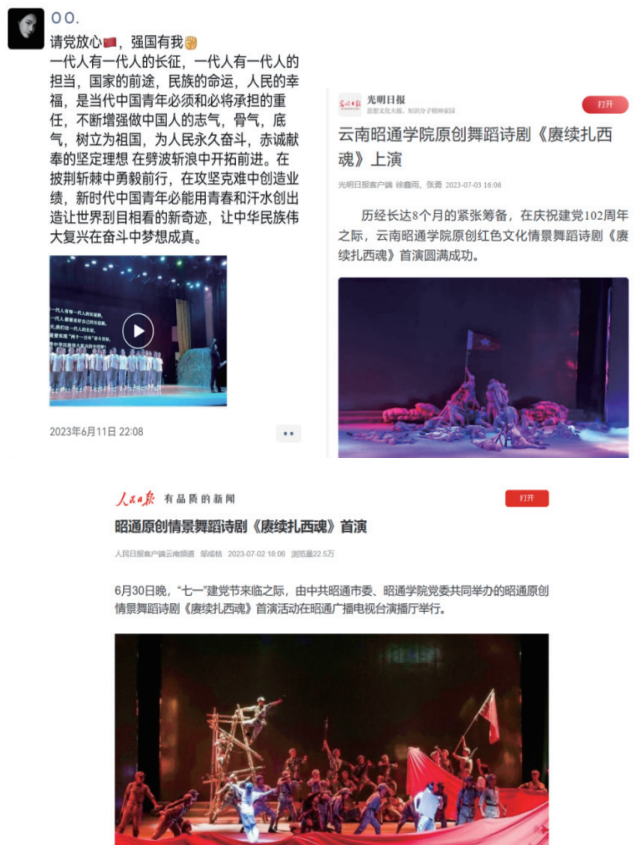 OO.
请党放心🇨🇳，强国有我✊
一代人有一代人的长征，一代人有一代人的
担当，国家的前途，民族的命运，人民的幸
福，是当代中国青年必须和必将承担的重
任，不断增强做中国人的志气，骨气，底
气，树立为祖国，为人民永久奋斗，赤诚献
奉的坚定理想 在劈波斩浪中开拓前进。在
披荆斩棘中勇毅前行，在攻坚克难中创造业
绩，新时代中国青年必能用青春和汗水创出
造让世界刮目相看的新奇迹，让中华民族伟
大复兴在奋斗中梦想成真。
2023年6月11日 22:08
光明日报
光明日报
打开
云南昭通学院原创舞蹈诗剧《赓续扎西
魂》上演
光明日报客户端 徐鑫雨、张勇 2023-07-03 16:06
历经长达8个月的紧张筹备，在庆祝建党102周年
之际，云南昭通学院原创红色文化情景舞蹈诗剧《赓
续扎西魂》首演圆满成功。
人民日报 有品质的新闻
打开
昭通原创情景舞蹈诗剧《赓续扎西魂》首演
人民日报客户端云南频道 2023-07-02 18:06 浏览量22.5万
6月30日晚，“七一”建党节来临之际，由中共昭通市委、昭通学院党委共同举办的昭通原创
情景舞蹈诗剧《赓续扎西魂》首演活动在昭通广播电视台演播厅举行。